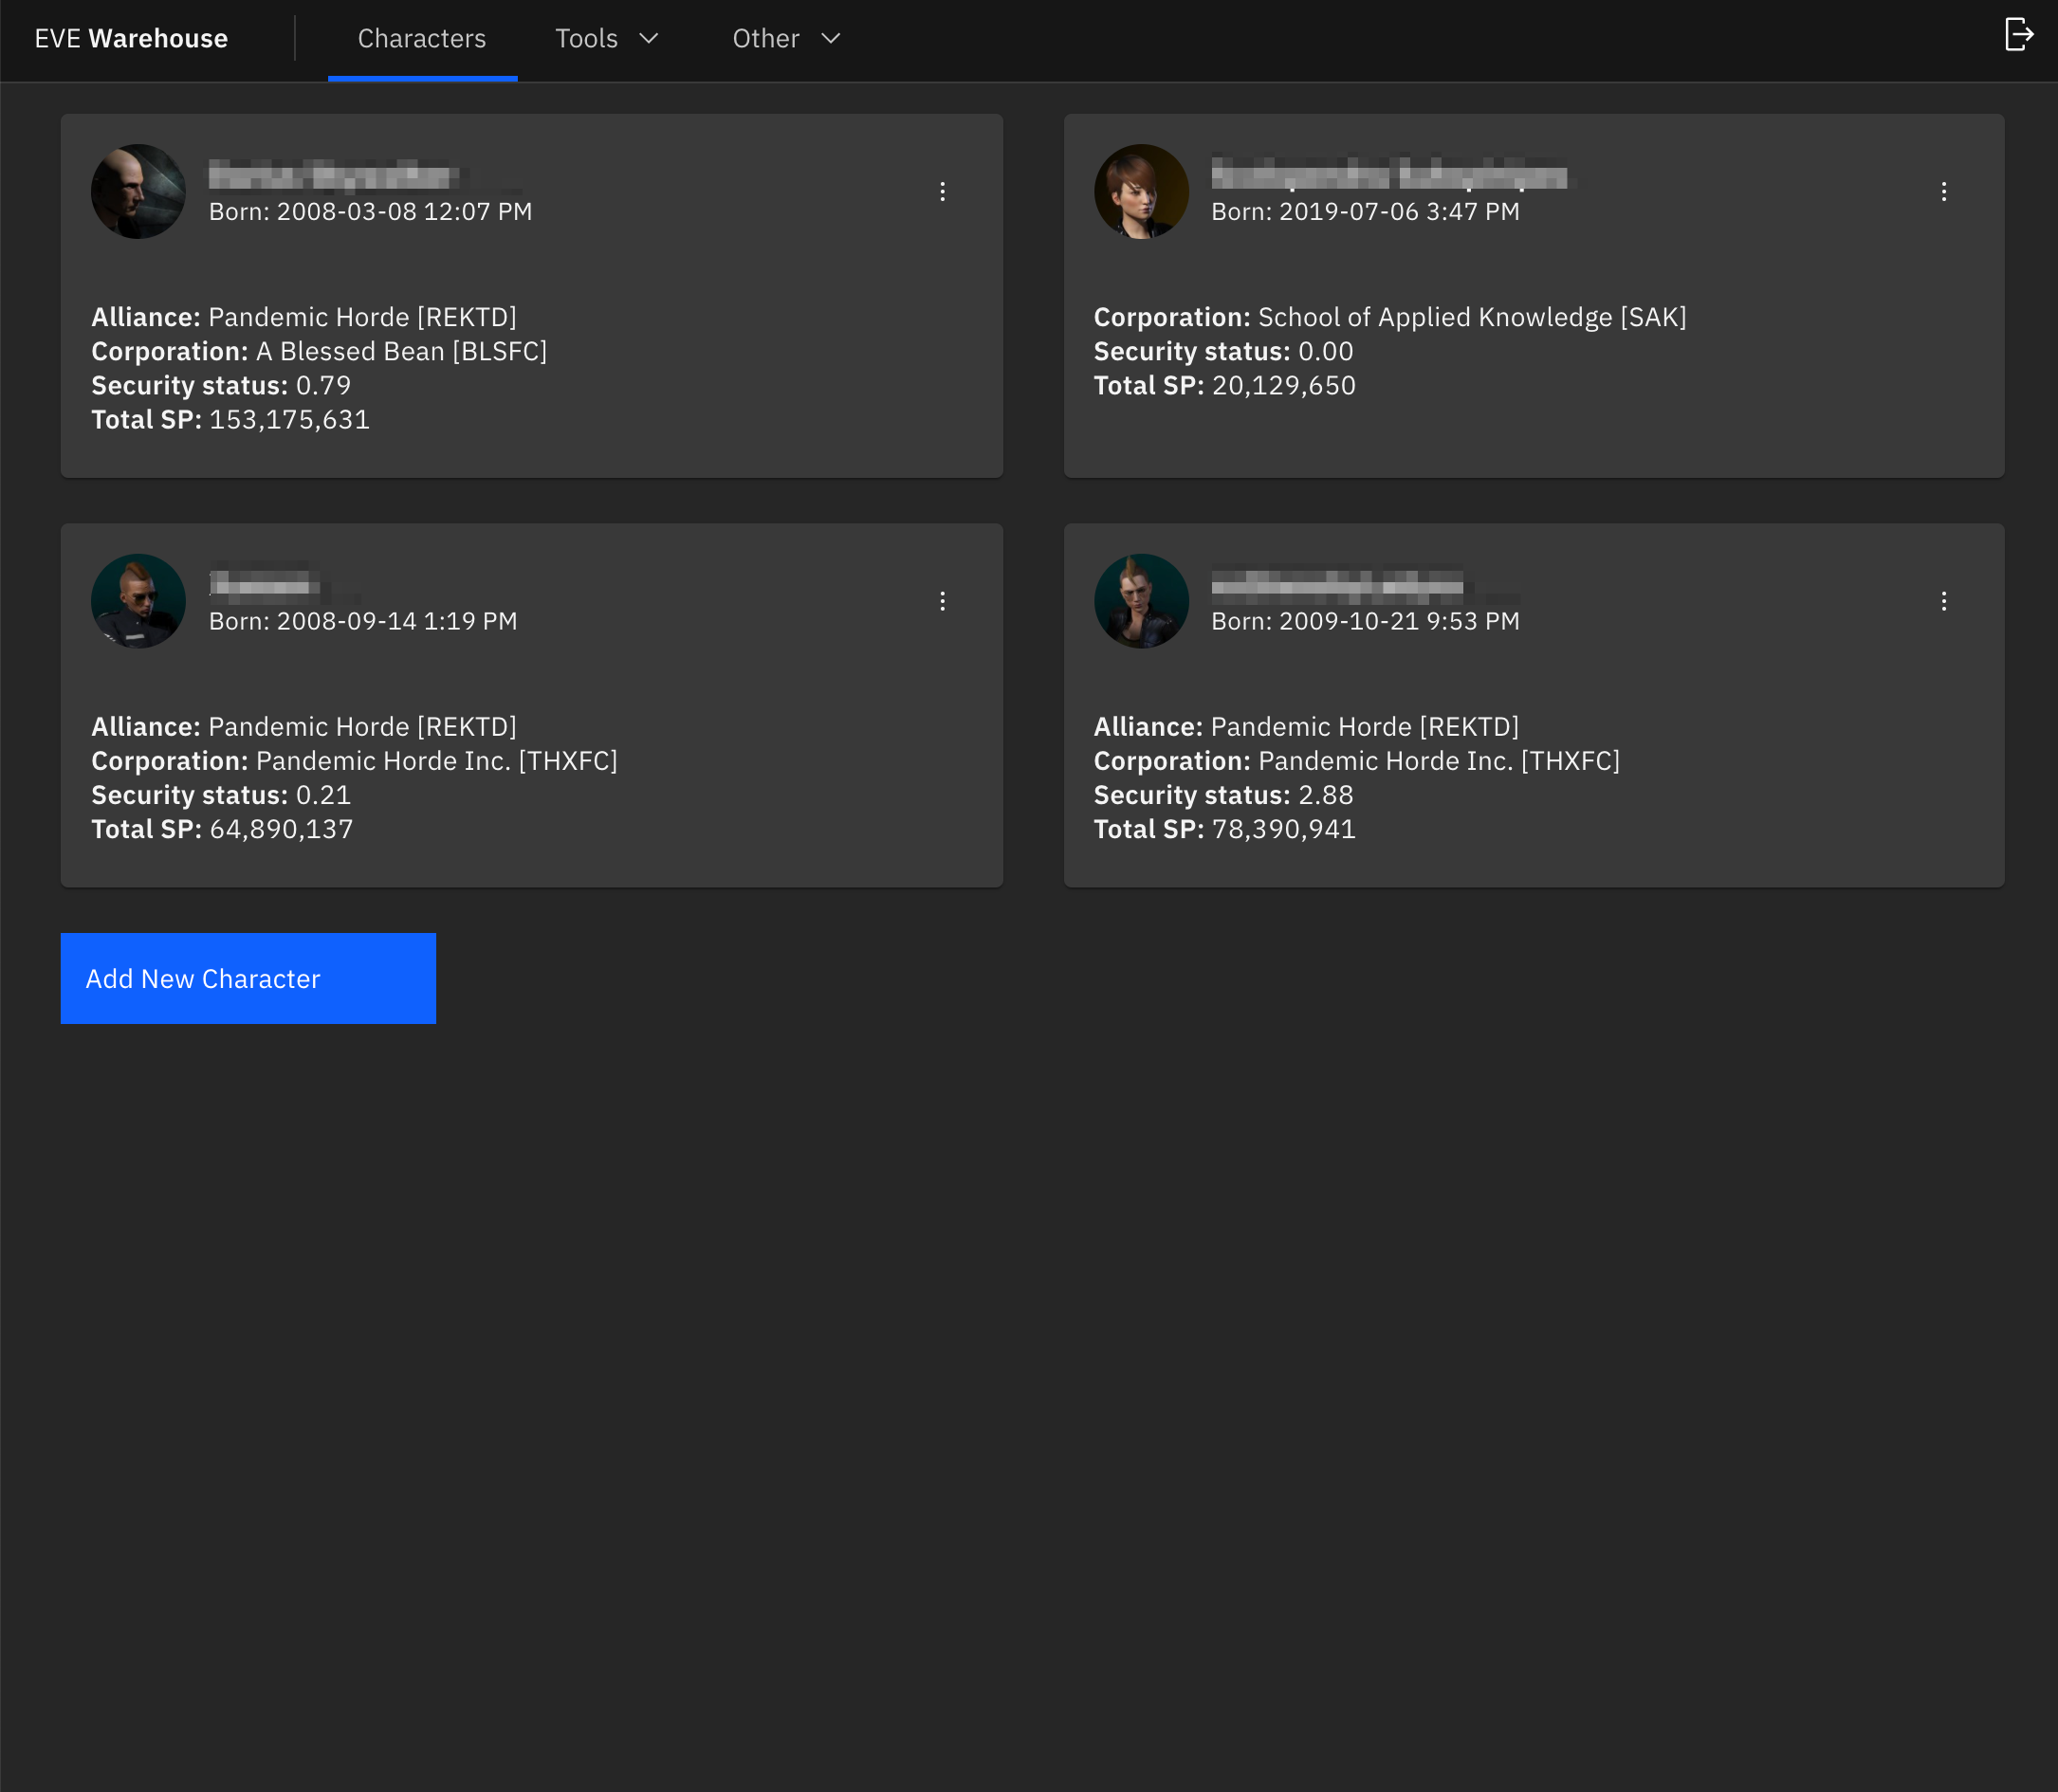 EVE Warehouse
Characters
Tools
Other
Born: 2008-03-08 12:07 PM
Alliance: Pandemic Horde [REKTD]
Corporation: A Blessed Bean [BLSFC]
Security status: 0.79
Total SP: 153,175,631
Born: 2019-07-06 3:47 PM
Corporation: School of Applied Knowledge [SAK]
Security status: 0.00
Total SP: 20,129,650
Born: 2008-09-14 1:19 PM
Alliance: Pandemic Horde [REKTD]
Corporation: Pandemic Horde Inc. [THXFC]
Security status: 0.21
Total SP: 64,890,137
Born: 2009-10-21 9:53 PM
Alliance: Pandemic Horde [REKTD]
Corporation: Pandemic Horde Inc. [THXFC]
Security status: 2.88
Total SP: 78,390,941
Add New Character